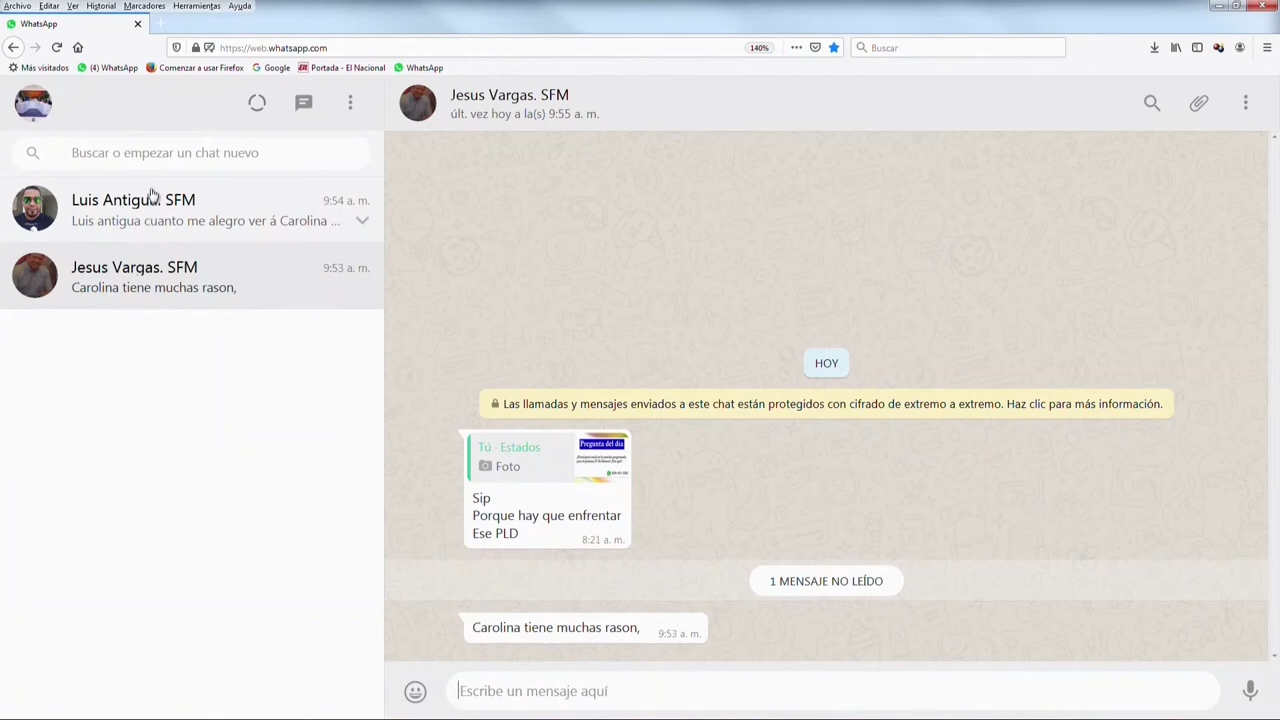 Archivo Editar Ver Historial Marcadores Herramientas Ayuda
WhatsApp
https://web.whatsapp.com
140%
Buscar
Más visitados
(4) WhatsApp
Comenzar a usar Firefox
Google
Portada - El Nacional
WhatsApp
Jesus Vargas. SFM
últ. vez hoy a la(s) 9:55 a. m.
Buscar o empezar un chat nuevo
Luis Antigua. SFM
9:54 a. m.
Luis antigua cuanto me alegro ver á Carolina ...
Jesus Vargas. SFM
9:53 a. m.
Carolina tiene muchas rason,
HOY
Las llamadas y mensajes enviados a este chat están protegidos con cifrado de extremo a extremo. Haz clic para más información.
Tú · Estados
Foto
Pregunta del dia
Sip
Porque hay que enfrentar
Ese PLD
8:21 a. m.
1 MENSAJE NO LEÍDO
Carolina tiene muchas rason,
9:53 a. m.
Escribe un mensaje aquí